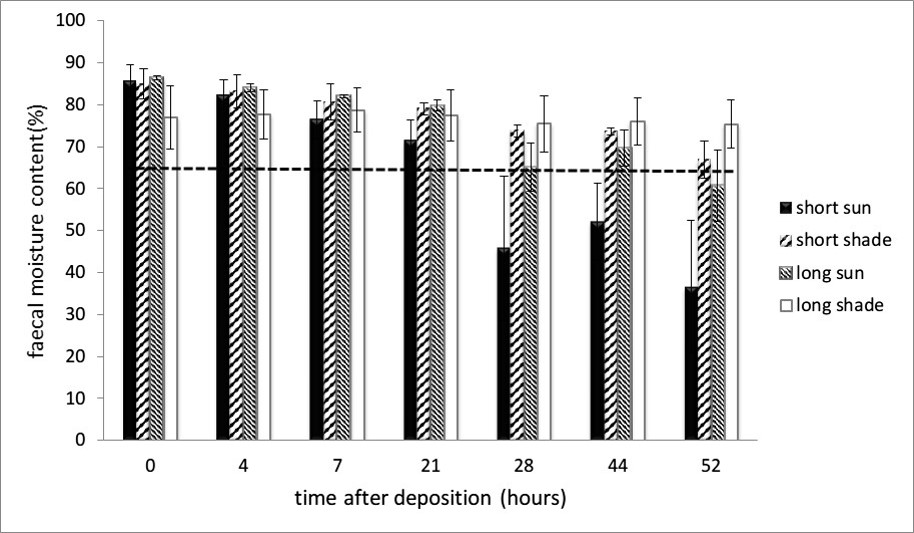 faecal moisture content(%)
100
90
80
70
60
50
40
30
20
10
0
0 4 7 21 28 44 52
time after deposition (hours)
short sun
short shade
long sun
long shade